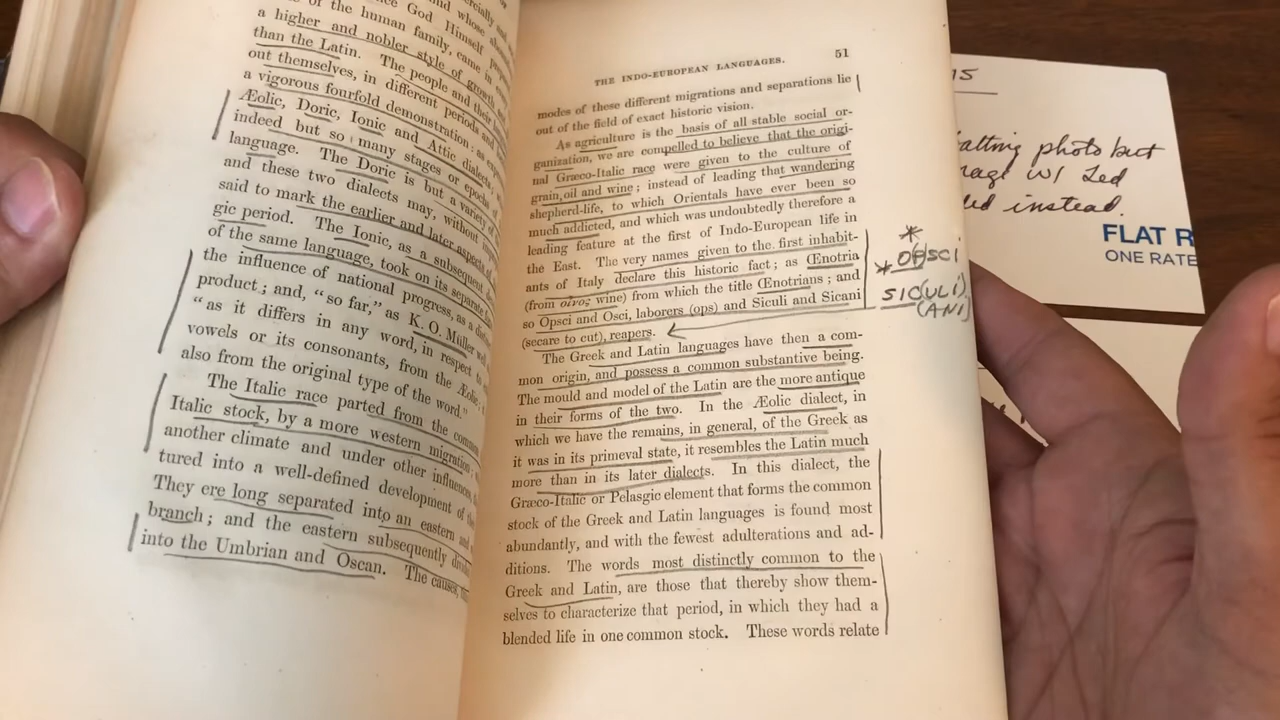 of the human family, came in
a higher and nobler style of growth
than the Latin. The people and their
out themselves, in different periods and
a vigorous fourfold demonstration: as
Æolic, Doric, Ionic and Attic dialects;
indeed but so many stages or epochs of
language. The Doric is but a variety of
and these two dialects may, without
said to mark the earlier and later aspects of
gic period. The Ionic, as a subsequent
of the same language, took on its separate
the influence of national progress, as a
product; and, “so far,” as K. O. Müller
“as it differs in any word, in respect to
vowels or its consonants, from the Æolic;
also from the original type of the word.”
The Italic race parted from the
Italic stock, by a more western migration;
another climate and under other influences,
tured into a well-defined development of
They ere long separated into an eastern and
branch; and the eastern subsequently
into the Umbrian and Oscan. The causes,
THE INDO-EUROPEAN LANGUAGES. 51
modes of these different migrations and separations lie
out of the field of exact historic vision.
As agriculture is the basis of all stable social or-
ganization, we are compelled to believe that the origi-
nal Græco-Italic race were given to the culture of
grain, oil and wine; instead of leading that wandering
shepherd-life, to which Orientals have ever been so
much addicted, and which was undoubtedly therefore a
leading feature at the first of Indo-European life in
the East. The very names given to the first inhabit-
ants of Italy declare this historic fact; as Œnotria
(from οἶνος wine) from which the title Œnotrians; and
so Opsci and Osci, laborers (ops) and Siculi and Sicani
(secare to cut), reapers.
The Greek and Latin languages have then a com-
mon origin, and possess a common substantive being.
The mould and model of the Latin are the more antique
in their forms of the two. In the Æolic dialect, in
which we have the remains, in general, of the Greek as
it was in its primeval state, it resembles the Latin much
more than in its later dialects. In this dialect, the
Græco-Italic or Pelasgic element that forms the common
stock of the Greek and Latin languages is found most
abundantly, and with the fewest adulterations and ad-
ditions. The words most distinctly common to the
Greek and Latin, are those that thereby show them-
selves to characterize that period, in which they had a
blended life in one common stock. These words relate
*
* O(P)SCI
SIC(ULI)
(ANI)
15
photo but
w/ Led
instead.
FLAT R
ONE RATE